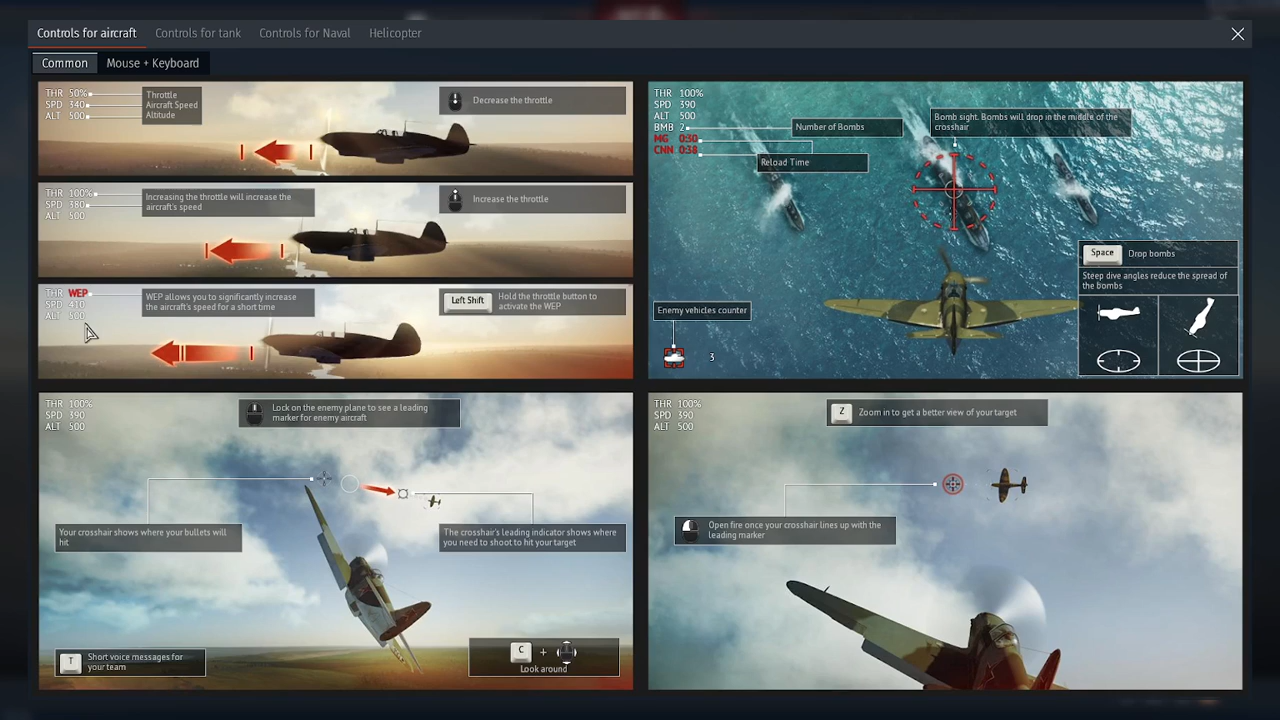 Controls for aircraft
Controls for tank
Controls for Naval
Helicopter
Common
Mouse + Keyboard
THR 50%
SPD 340
ALT 500
Throttle
Aircraft Speed
Altitude
Decrease the throttle
THR 100%
SPD 380
ALT 500
Increasing the throttle will increase the
aircraft's speed
Increase the throttle
THR WEP
SPD 410
ALT 500
WEP allows you to significantly increase
the aircraft's speed for a short time
Left Shift
Hold the throttle button to
activate the WEP
THR 100%
SPD 390
ALT 500
BMB 2
MG 0:30
CNN 0:38
Number of Bombs
Reload Time
Bomb sight. Bombs will drop in the middle of the
crosshair
Space
Drop bombs
Steep dive angles reduce the spread of
the bombs
Enemy vehicles counter
3
THR 100%
SPD 390
ALT 500
Lock on the enemy plane to see a leading
marker for enemy aircraft
Your crosshair shows where your bullets will
hit
The crosshair's leading indicator shows where
you need to shoot to hit your target
T
Short voice messages for
your team
C +
Look around
THR 100%
SPD 390
ALT 500
Z
Zoom in to get a better view of your target
Open fire once your crosshair lines up with the
leading marker